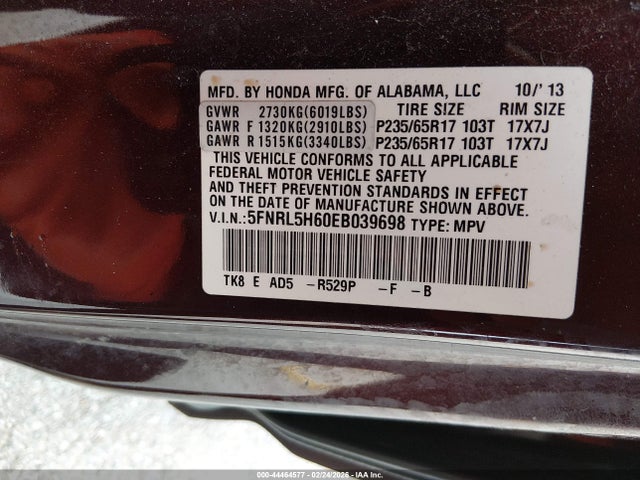 MFD. BY HONDA MFG. OF ALABAMA, LLC 10/'13
GVWR 2730KG(6019LBS) TIRE SIZE RIM SIZE
GAWR F 1320KG(2910LBS) P235/65R17 103T 17X7J
GAWR R 1515KG(3340LBS) P235/65R17 103T 17X7J
THIS VEHICLE CONFORMS TO ALL APPLICABLE
FEDERAL MOTOR VEHICLE SAFETY
AND THEFT PREVENTION STANDARDS IN EFFECT
ON THE DATE OF MANUFACTURE SHOWN ABOVE.
V.I.N.: 5FNRL5H60EB039698 TYPE: MPV
TK8 E AD5 -R529P -F -B
000-44464577 - 02/24/2026 - IAA Inc.